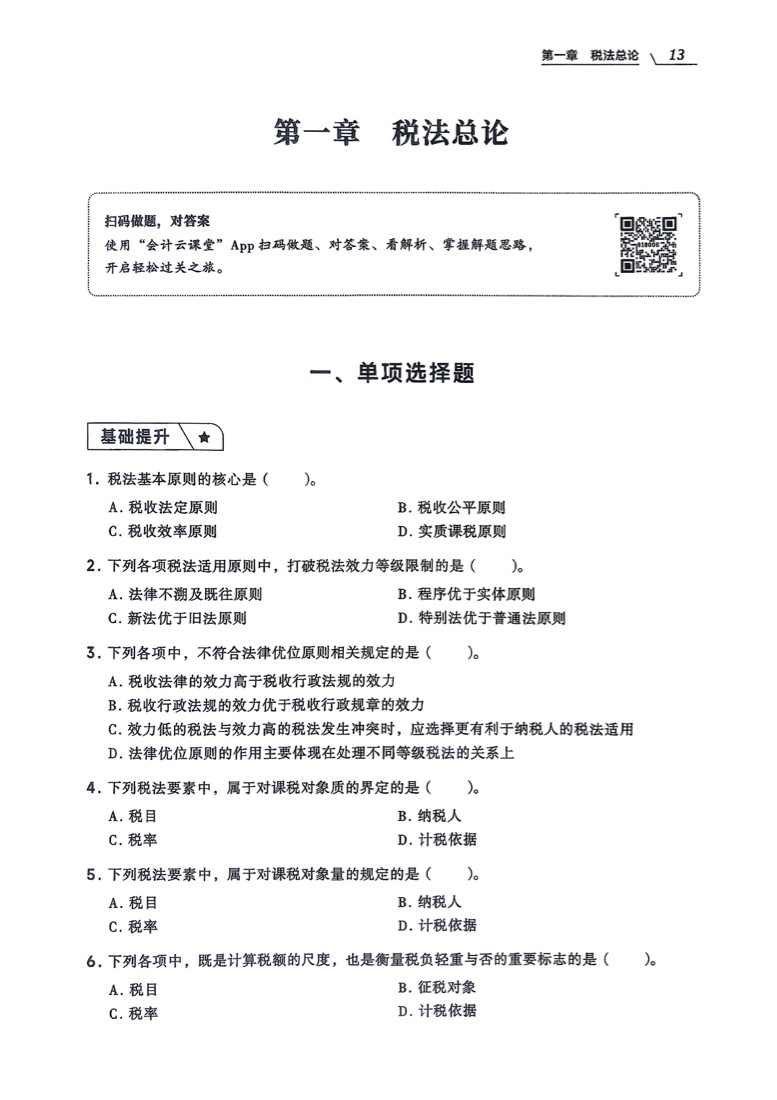 第一章 税法总论 13
第一章 税法总论
扫码做题，对答案
使用“会计云课堂”App 扫码做题、对答案、看解析、掌握解题思路，
开启轻松过关之旅。
一、单项选择题
基础提升 ★
1. 税法基本原则的核心是（　　）。
A. 税收法定原则 B. 税收公平原则
C. 税收效率原则 D. 实质课税原则
2. 下列各项税法适用原则中，打破税法效力等级限制的是（　　）。
A. 法律不溯及既往原则 B. 程序优于实体原则
C. 新法优于旧法原则 D. 特别法优于普通法原则
3. 下列各项中，不符合法律优位原则相关规定的是（　　）。
A. 税收法律的效力高于税收行政法规的效力
B. 税收行政法规的效力优于税收行政规章的效力
C. 效力低的税法与效力高的税法发生冲突时，应选择更有利于纳税人的税法适用
D. 法律优位原则的作用主要体现在处理不同等级税法的关系上
4. 下列税法要素中，属于对课税对象质的界定的是（　　）。
A. 税目 B. 纳税人
C. 税率 D. 计税依据
5. 下列税法要素中，属于对课税对象量的规定的是（　　）。
A. 税目 B. 纳税人
C. 税率 D. 计税依据
6. 下列各项中，既是计算税额的尺度，也是衡量税负轻重与否的重要标志的是（　　）。
A. 税目 B. 征税对象
C. 税率 D. 计税依据